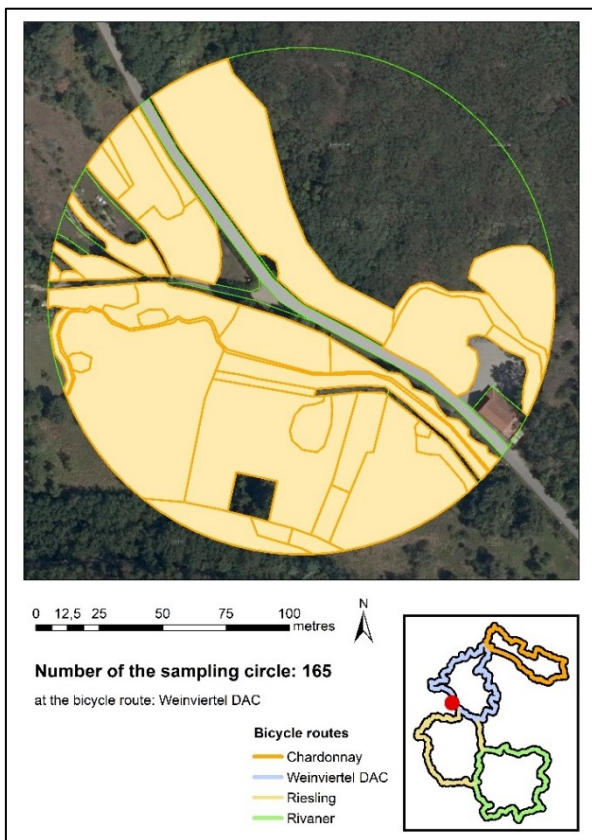 0 12,5 25 50 75 100
metres
N
Number of the sampling circle: 165
at the bicycle route: Weinviertel DAC
Bicycle routes
Chardonnay
Weinviertel DAC
Riesling
Rivaner